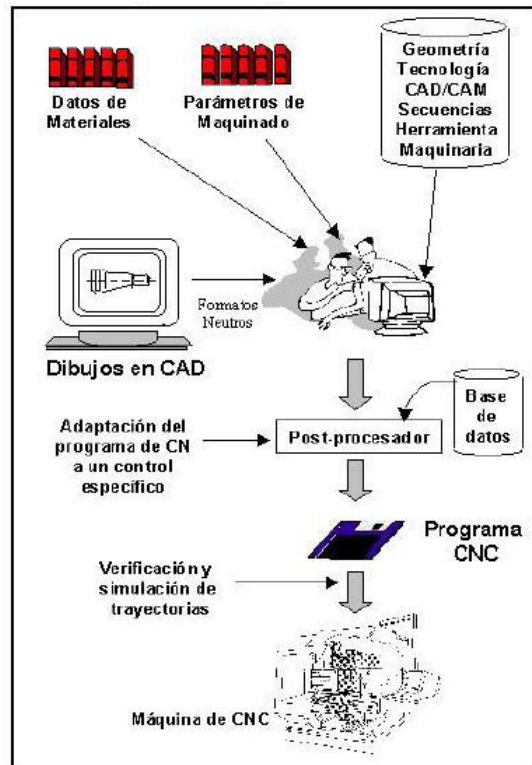 Datos de
Materiales
Parámetros de
Maquinado
Geometría
Tecnología
CAD/CAM
Secuencias
Herramienta
Maquinaria
Formatos
Neutros
Dibujos en CAD
Adaptación del
programa de CN
a un control
específico
Post-procesador
Base
de
datos
Programa
CNC
Verificación y
simulación de
trayectorias
Máquina de CNC